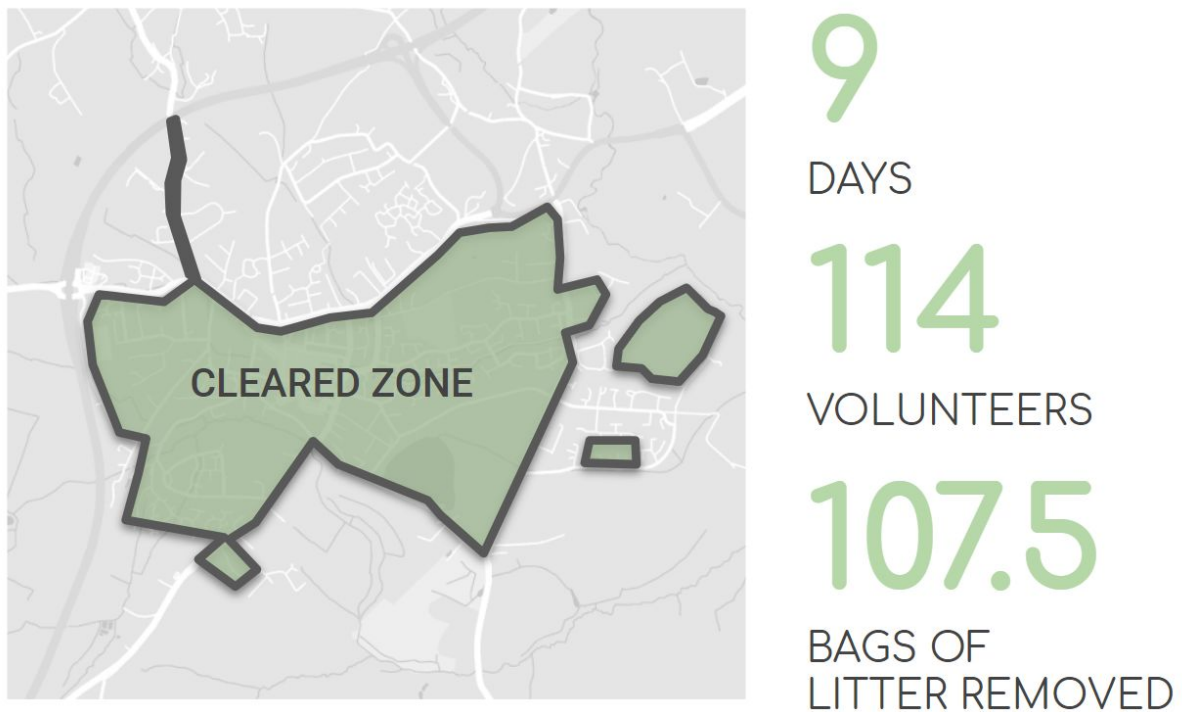 CLEARED ZONE
9
DAYS
114
VOLUNTEERS
107.5
BAGS OF
LITTER REMOVED